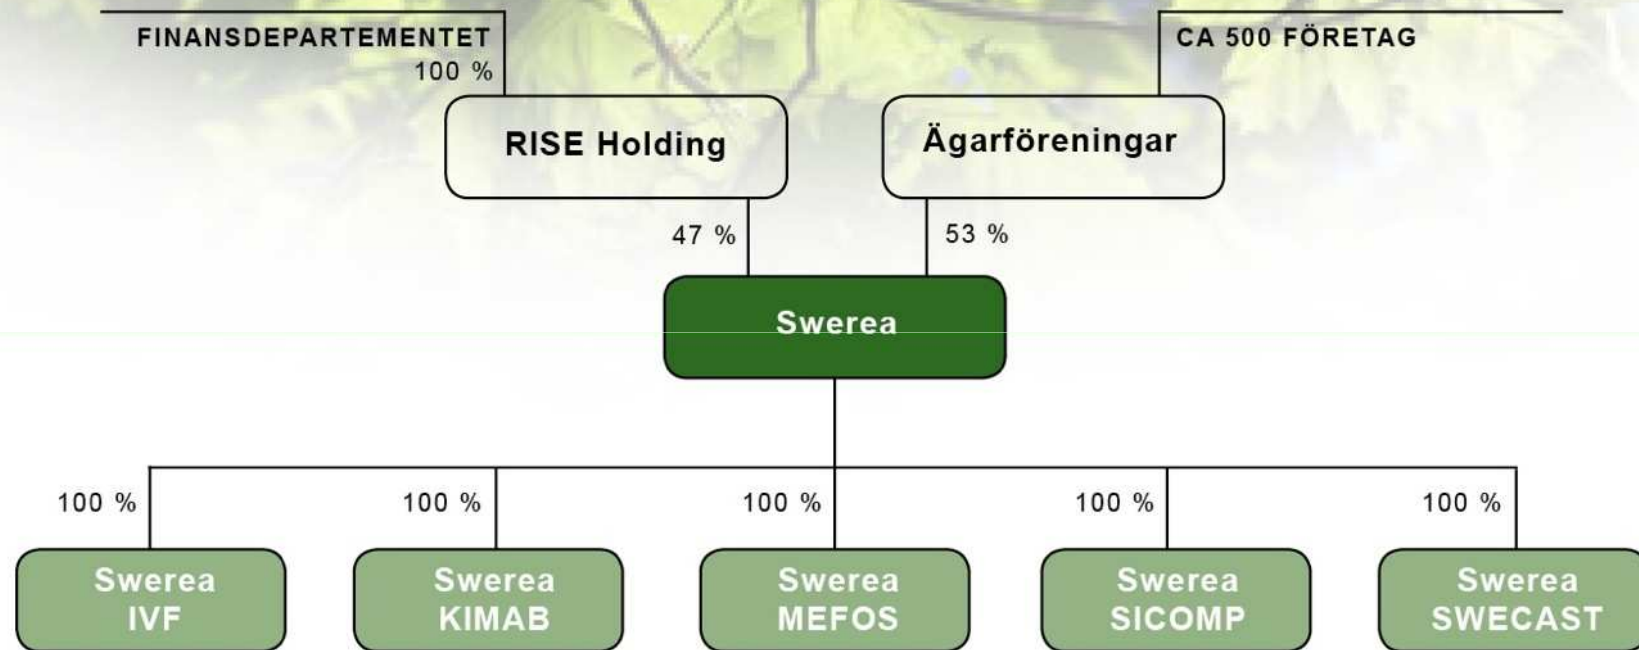 FINANSDEPARTEMENTET
100 %
CA 500 FÖRETAG
RISE Holding
Ägarföreningar
47 %
53 %
Swerea
100 %
100 %
100 %
100 %
100 %
Swerea
IVF
Swerea
KIMAB
Swerea
MEFOS
Swerea
SICOMP
Swerea
SWECAST